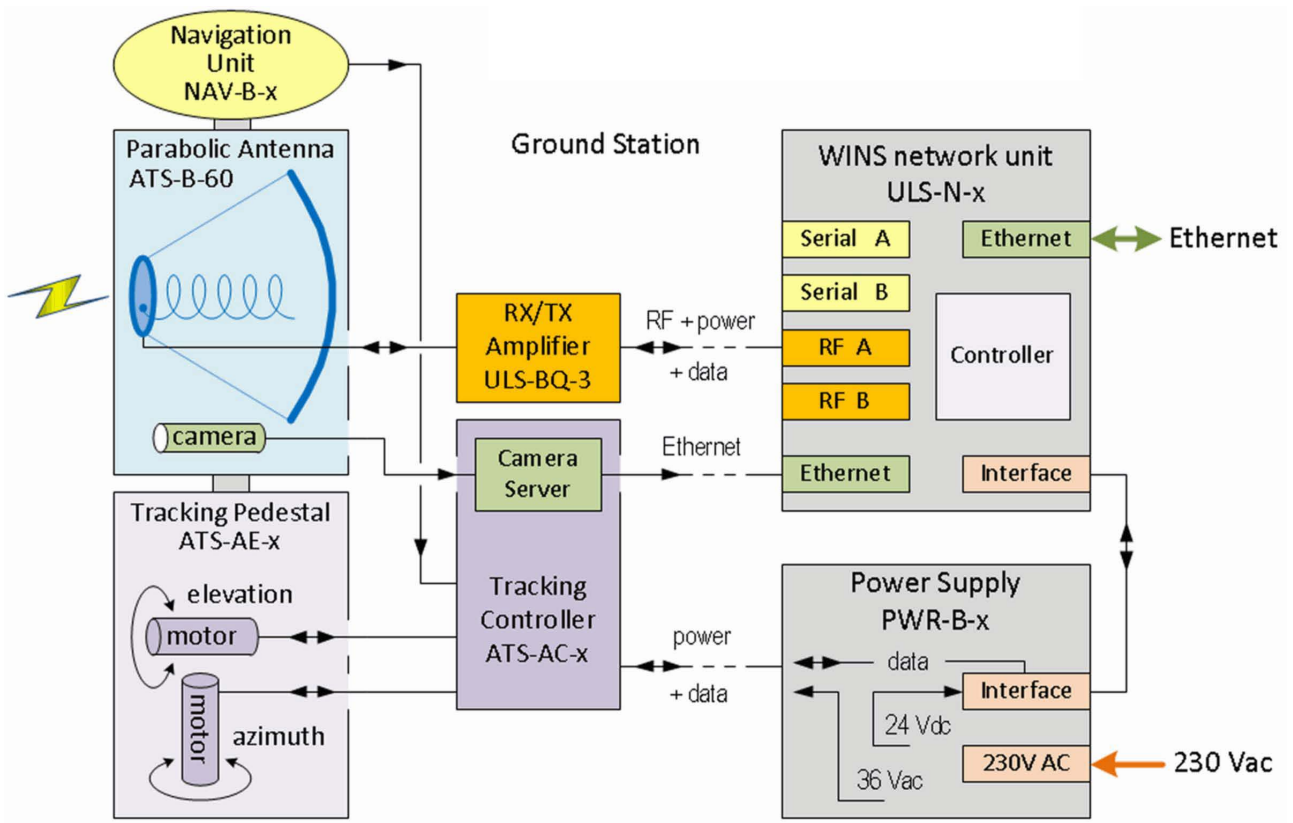 Navigation
Unit
NAV-B-x
Parabolic Antenna
ATS-B-60
camera
Tracking Pedestal
ATS-AE-x
elevation
motor
motor
azimuth
Ground Station
RX/TX
Amplifier
ULS-BQ-3
RF + power
+ data
Camera
Server
Ethernet
Tracking
Controller
ATS-AC-x
power
+ data
WINS network unit
ULS-N-x
Serial A
Serial B
RF A
RF B
Ethernet
Ethernet
Controller
Interface
Ethernet
Power Supply
PWR-B-x
data
Interface
24 Vdc
230V AC
36 Vac
230 Vac